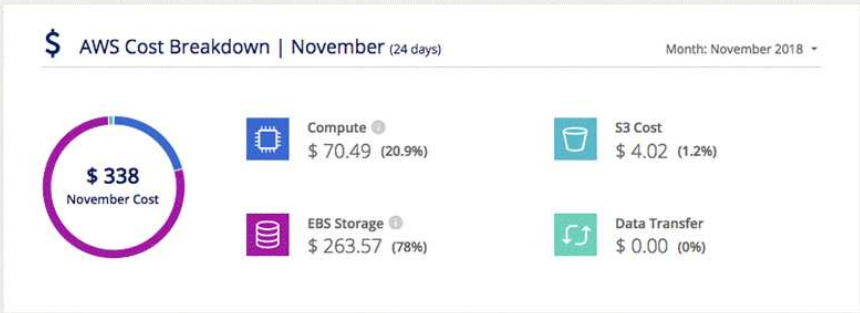 $ AWS Cost Breakdown | November (24 days)
Month: November 2018
$ 338
November Cost
Compute
$ 70.49 (20.9%)
S3 Cost
$ 4.02 (1.2%)
EBS Storage
$ 263.57 (78%)
Data Transfer
$ 0.00 (0%)